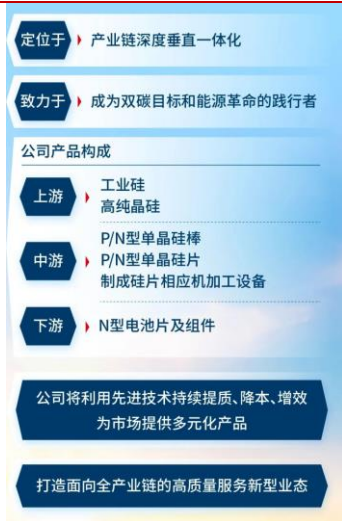 定位于 产业链深度垂直一体化
致力于 成为双碳目标和能源革命的践行者
公司产品构成
上游
工业硅
高纯晶硅
中游
P/N型单晶硅棒
P/N型单晶硅片
制成硅片相应机加工设备
下游 N型电池片及组件
公司将利用先进技术持续提质、降本、增效
为市场提供多元化产品
打造面向全产业链的高质量服务新型业态